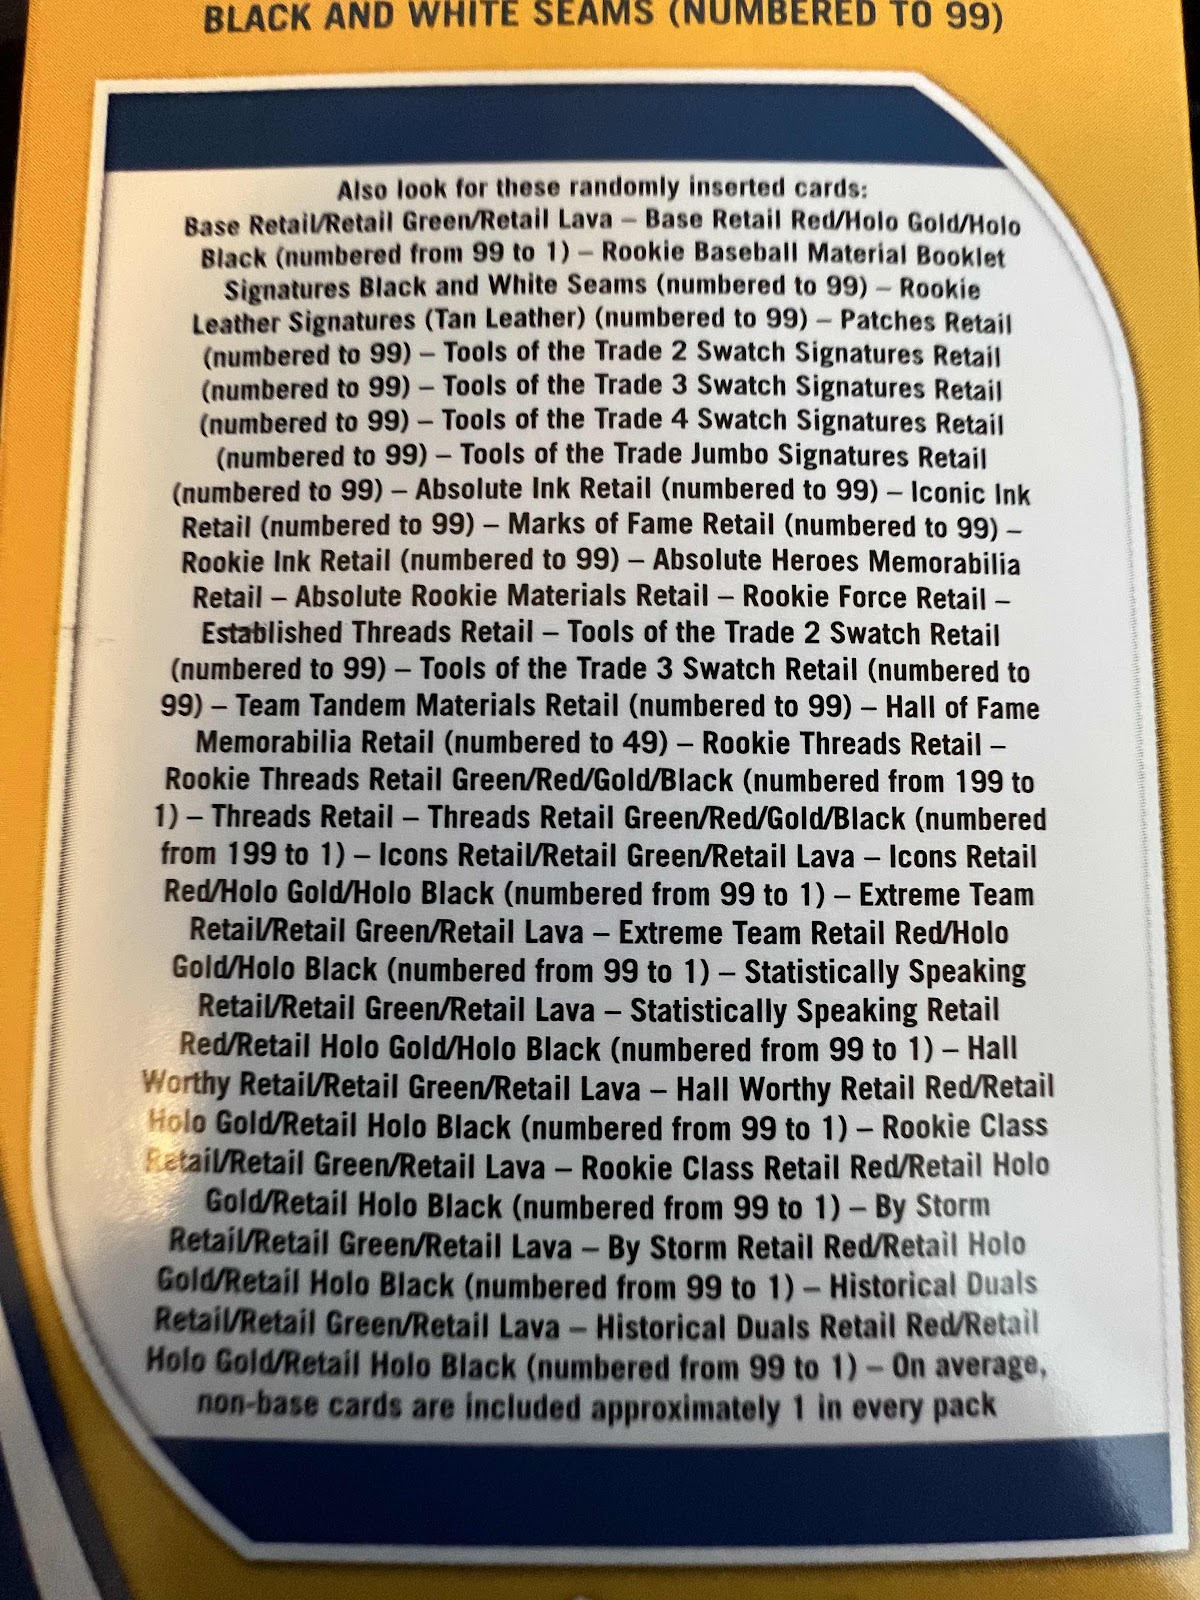 BLACK AND WHITE SEAMS (NUMBERED TO 99)
Also look for these randomly inserted cards:
Base Retail/Retail Green/Retail Lava – Base Retail Red/Holo Gold/Holo
Black (numbered from 99 to 1) – Rookie Baseball Material Booklet
Signatures Black and White Seams (numbered to 99) – Rookie
Leather Signatures (Tan Leather) (numbered to 99) – Patches Retail
(numbered to 99) – Tools of the Trade 2 Swatch Signatures Retail
(numbered to 99) – Tools of the Trade 3 Swatch Signatures Retail
(numbered to 99) – Tools of the Trade 4 Swatch Signatures Retail
(numbered to 99) – Tools of the Trade Jumbo Signatures Retail
(numbered to 99) – Absolute Ink Retail (numbered to 99) – Iconic Ink
Retail (numbered to 99) – Marks of Fame Retail (numbered to 99) –
Rookie Ink Retail (numbered to 99) – Absolute Heroes Memorabilia
Retail – Absolute Rookie Materials Retail – Rookie Force Retail –
Established Threads Retail – Tools of the Trade 2 Swatch Retail
(numbered to 99) – Tools of the Trade 3 Swatch Retail (numbered to
99) – Team Tandem Materials Retail (numbered to 99) – Hall of Fame
Memorabilia Retail (numbered to 49) – Rookie Threads Retail –
Rookie Threads Retail Green/Red/Gold/Black (numbered from 199 to
1) – Threads Retail – Threads Retail Green/Red/Gold/Black (numbered
from 199 to 1) – Icons Retail/Retail Green/Retail Lava – Icons Retail
Red/Holo Gold/Holo Black (numbered from 99 to 1) – Extreme Team
Retail/Retail Green/Retail Lava – Extreme Team Retail Red/Holo
Gold/Holo Black (numbered from 99 to 1) – Statistically Speaking
Retail/Retail Green/Retail Lava – Statistically Speaking Retail
Red/Retail Holo Gold/Holo Black (numbered from 99 to 1) – Hall
Worthy Retail/Retail Green/Retail Lava – Hall Worthy Retail Red/Retail
Holo Gold/Retail Holo Black (numbered from 99 to 1) – Rookie Class
Retail/Retail Green/Retail Lava – Rookie Class Retail Red/Retail Holo
Gold/Retail Holo Black (numbered from 99 to 1) – By Storm
Retail/Retail Green/Retail Lava – By Storm Retail Red/Retail Holo
Gold/Retail Holo Black (numbered from 99 to 1) – Historical Duals
Retail/Retail Green/Retail Lava – Historical Duals Retail Red/Retail
Holo Gold/Retail Holo Black (numbered from 99 to 1) – On average,
non-base cards are included approximately 1 in every pack